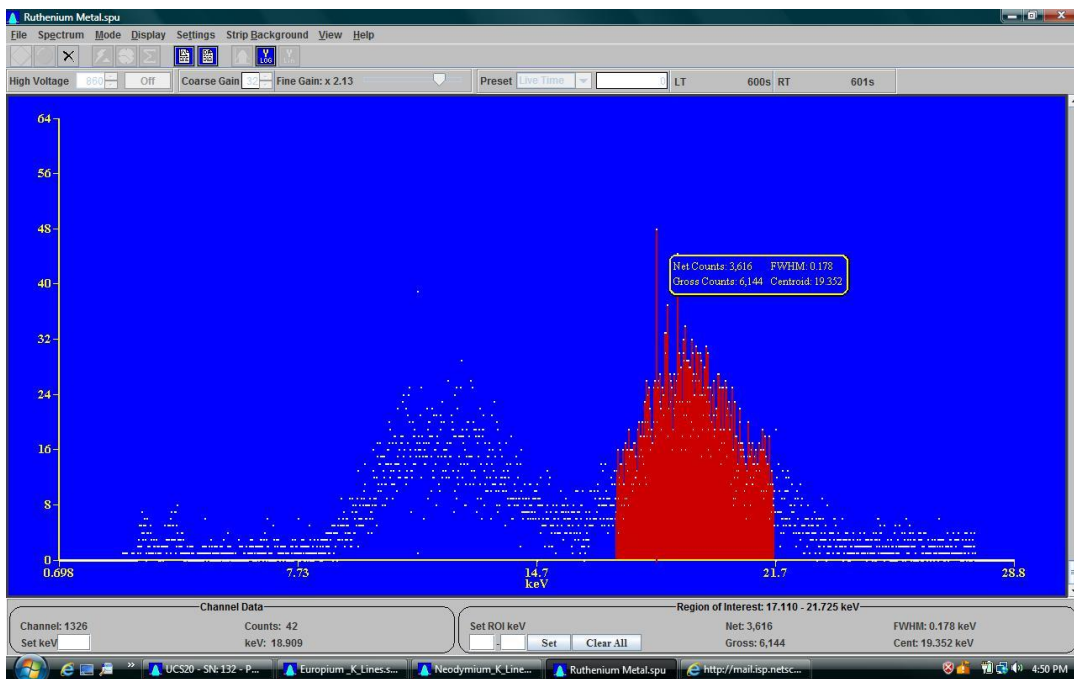 Ruthenium Metal.spu
File Spectrum Mode Display Settings Strip Background View Help
High Voltage 860 Off Coarse Gain 32 Fine Gain: x 2.13 Preset Live Time 0 LT 600s RT 601s
64
56
48
Net Counts: 3,616 FWHM: 0.178
Gross Counts: 6,144 Centroid: 19.352
40
32
24
16
8
0
0.698 7.73 14.7 21.7 28.8
keV
Channel Data
Channel: 1326 Counts: 42
Set keV keV: 18.909
Region of Interest: 17.110 - 21.725 keV
Set ROI keV Net: 3,616 FWHM: 0.178 keV
- Set Clear All Gross: 6,144 Cent: 19.352 keV
UCS20 - SN: 132 - P... Europium_K_Lines.s... Neodymium_K_Line... Ruthenium Metal.spu http://mail.isp.netsc... 4:50 PM